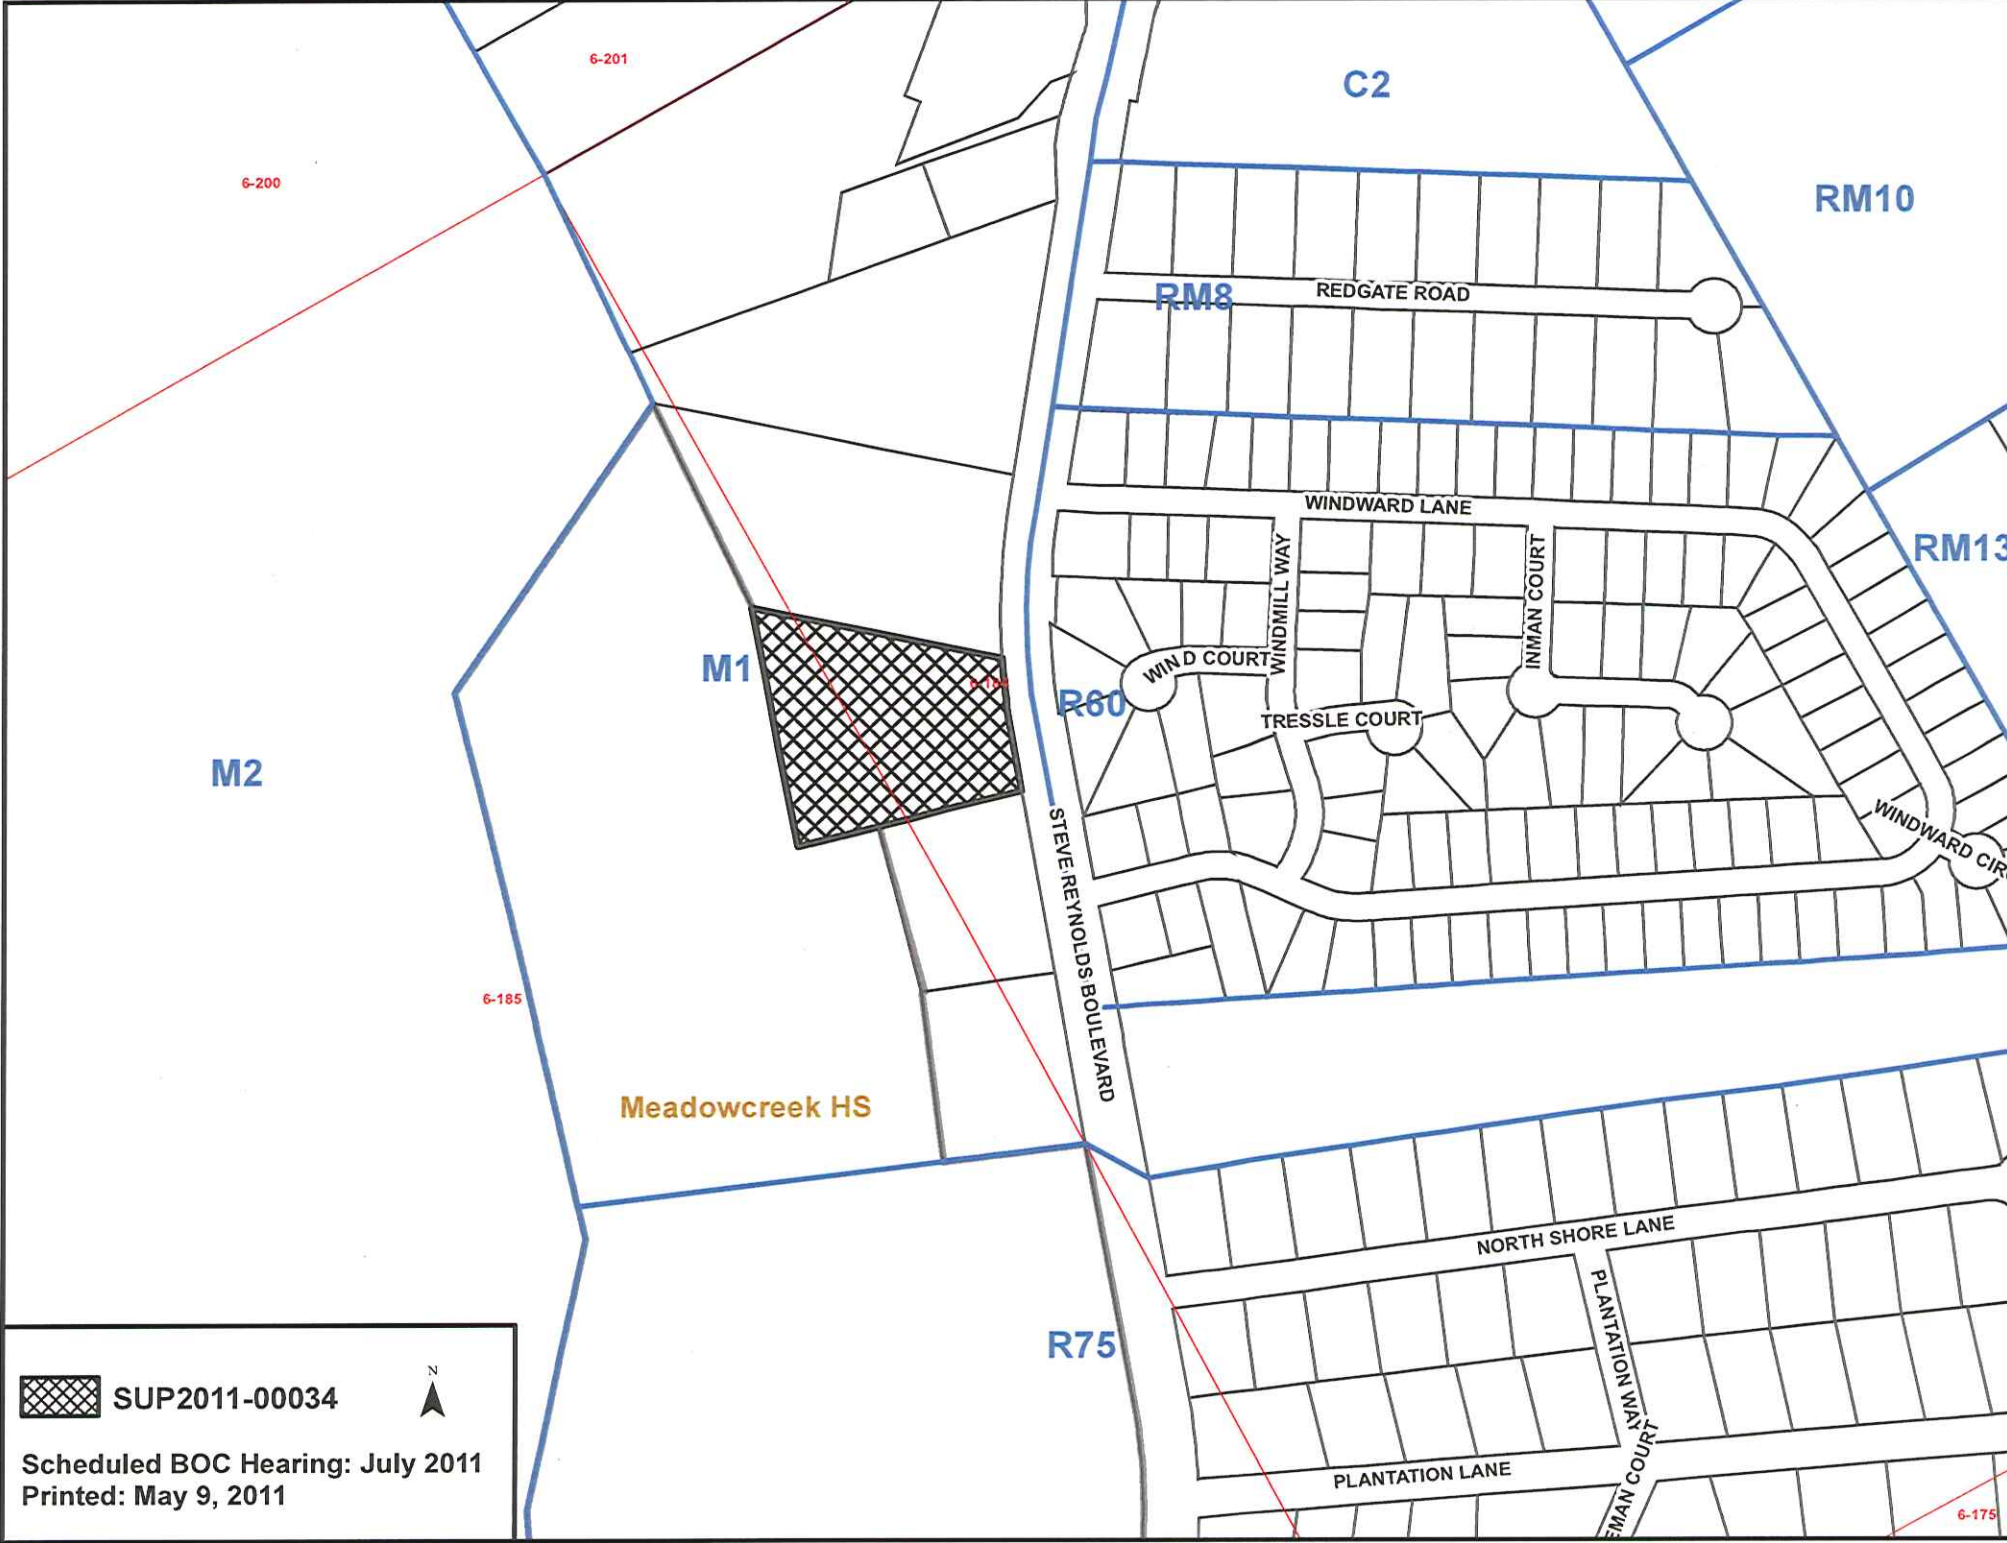 6-201
C2
6-200
RM10
RM8
REDGATE ROAD
WINDWARD LANE
WINDMILL WAY
INMAN COURT
RM13
M1
WIND COURT
R60
TRESSLE COURT
M2
STEVE REYNOLDS BOULEVARD
WINDWARD CIR
6-185
Meadowcreek HS
NORTH SHORE LANE
PLANTATION WAY
R75
PLANTATION LANE
EMAN COURT
6-175
N
SUP2011-00034
Scheduled BOC Hearing: July 2011
Printed: May 9, 2011